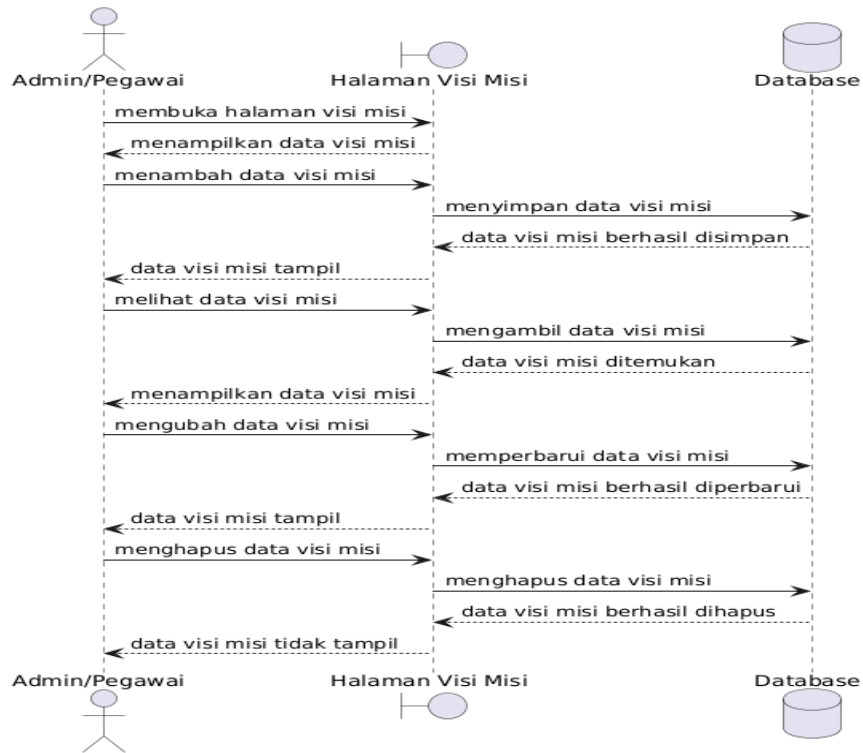 Admin/Pegawai
Halaman Visi Misi
Database
membuka halaman visi misi
menampilkan data visi misi
menambah data visi misi
menyimpan data visi misi
data visi misi berhasil disimpan
data visi misi tampil
melihat data visi misi
mengambil data visi misi
data visi misi ditemukan
menampilkan data visi misi
mengubah data visi misi
memperbarui data visi misi
data visi misi berhasil diperbarui
data visi misi tampil
menghapus data visi misi
menghapus data visi misi
data visi misi berhasil dihapus
data visi misi tidak tampil
Admin/Pegawai
Halaman Visi Misi
Database